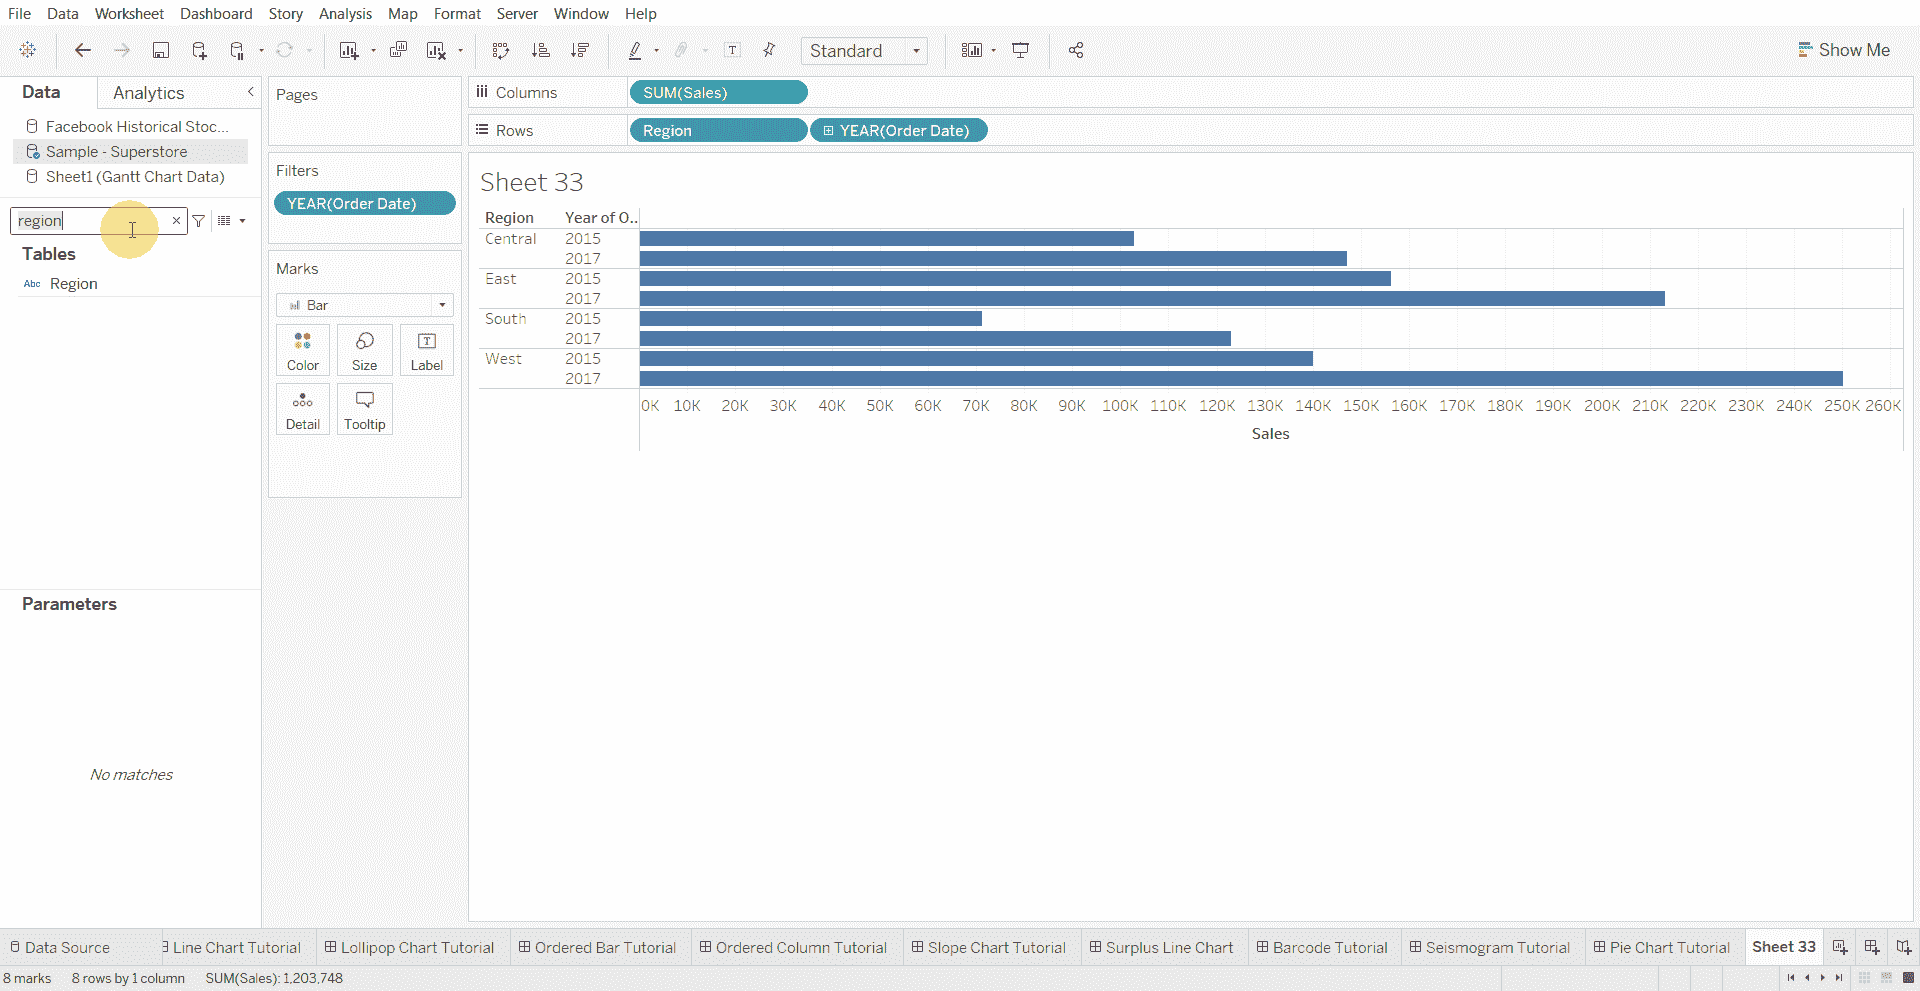 File Data Worksheet Dashboard Story Analysis Map Format Server Window Help
Standard
Show Me
Data Analytics
Facebook Historical Stoc...
Sample - Superstore
Sheet1 (Gantt Chart Data)
region
Tables
Abc Region
Parameters
No matches
Pages
Filters
YEAR(Order Date)
Marks
Bar
Color Size Label
Detail Tooltip
Columns SUM(Sales)
Rows Region YEAR(Order Date)
Sheet 33
Region Year of O..
Central 2015
2017
East 2015
2017
South 2015
2017
West 2015
2017
0K 10K 20K 30K 40K 50K 60K 70K 80K 90K 100K 110K 120K 130K 140K 150K 160K 170K 180K 190K 200K 210K 220K 230K 240K 250K 260K
Sales
Data Source Line Chart Tutorial Lollipop Chart Tutorial Ordered Bar Tutorial Ordered Column Tutorial Slope Chart Tutorial Surplus Line Chart Barcode Tutorial Seismogram Tutorial Pie Chart Tutorial Sheet 33
8 marks 8 rows by 1 column SUM(Sales): 1,203,748